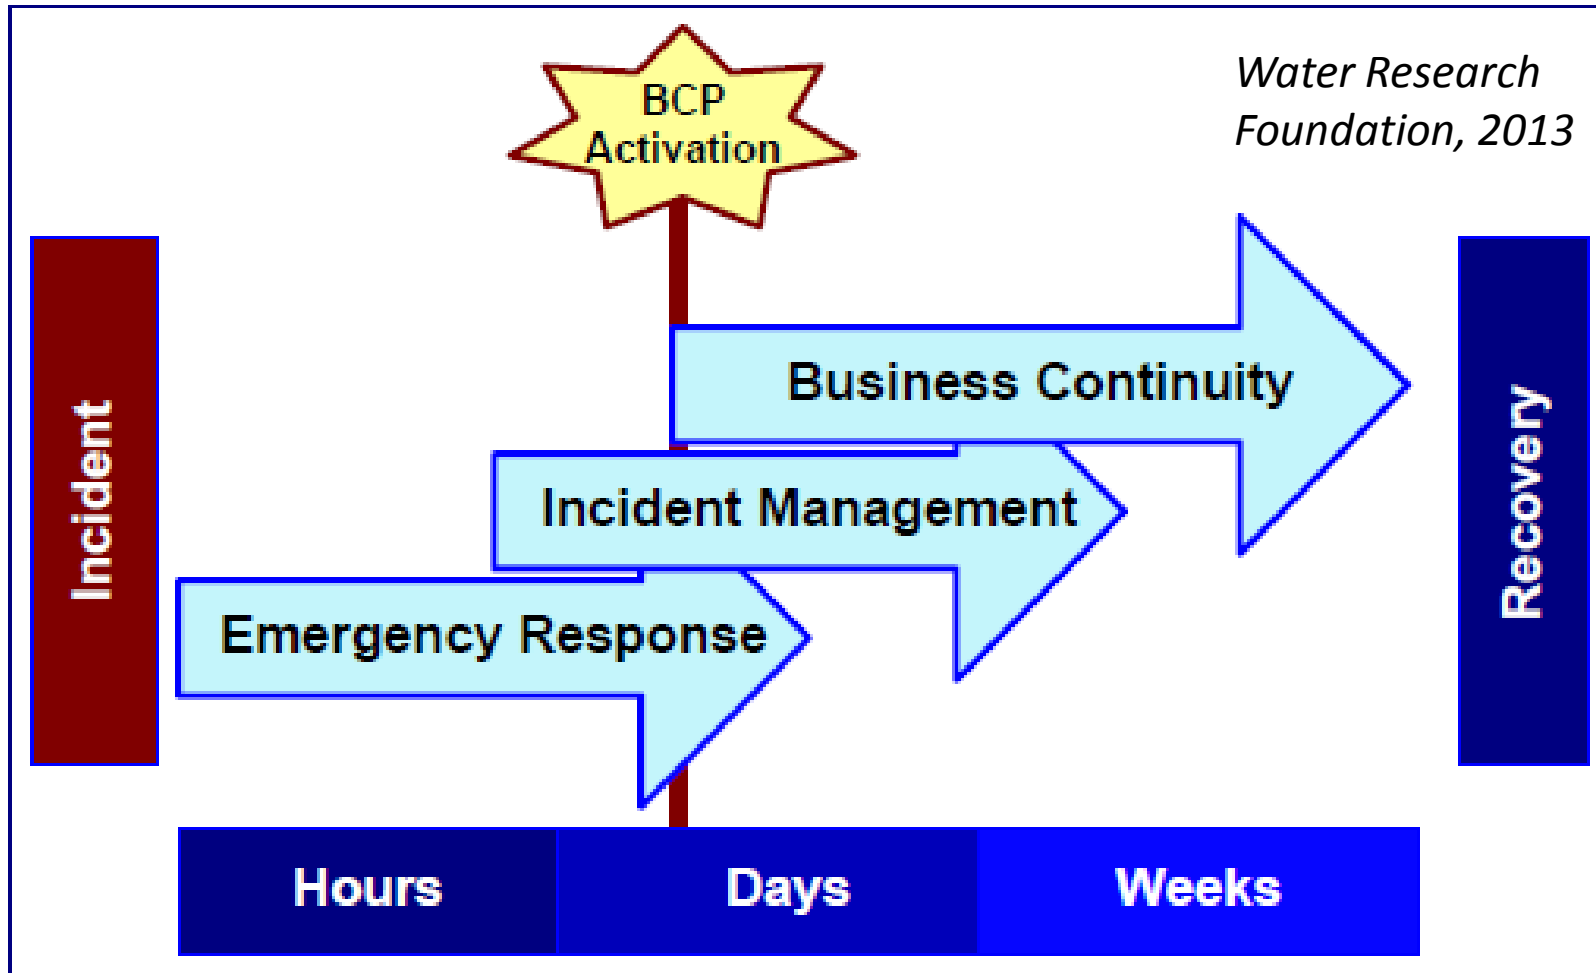 BCP
Activation
Water Research
Foundation, 2013
Incident
Business Continuity
Incident Management
Emergency Response
Recovery
Hours
Days
Weeks